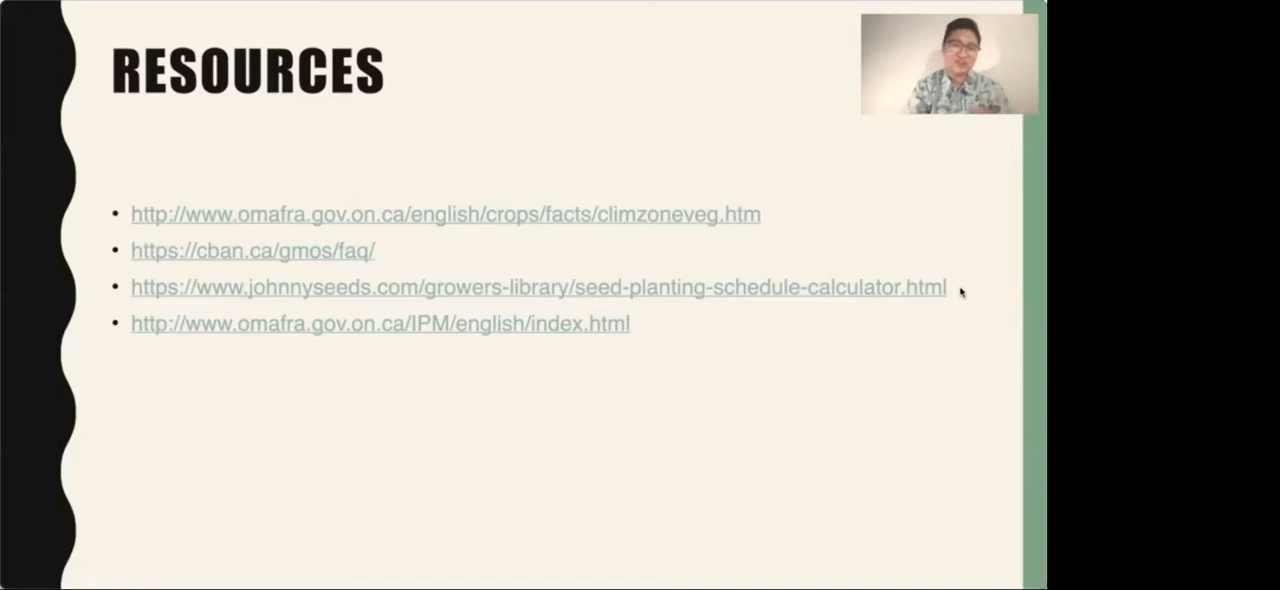 RESOURCES
http://www.omafra.gov.on.ca/english/crops/facts/climzoneveg.htm
https://cban.ca/gmos/faq/
https://www.johnnyseeds.com/growers-library/seed-planting-schedule-calculator.html
http://www.omafra.gov.on.ca/IPM/english/index.html